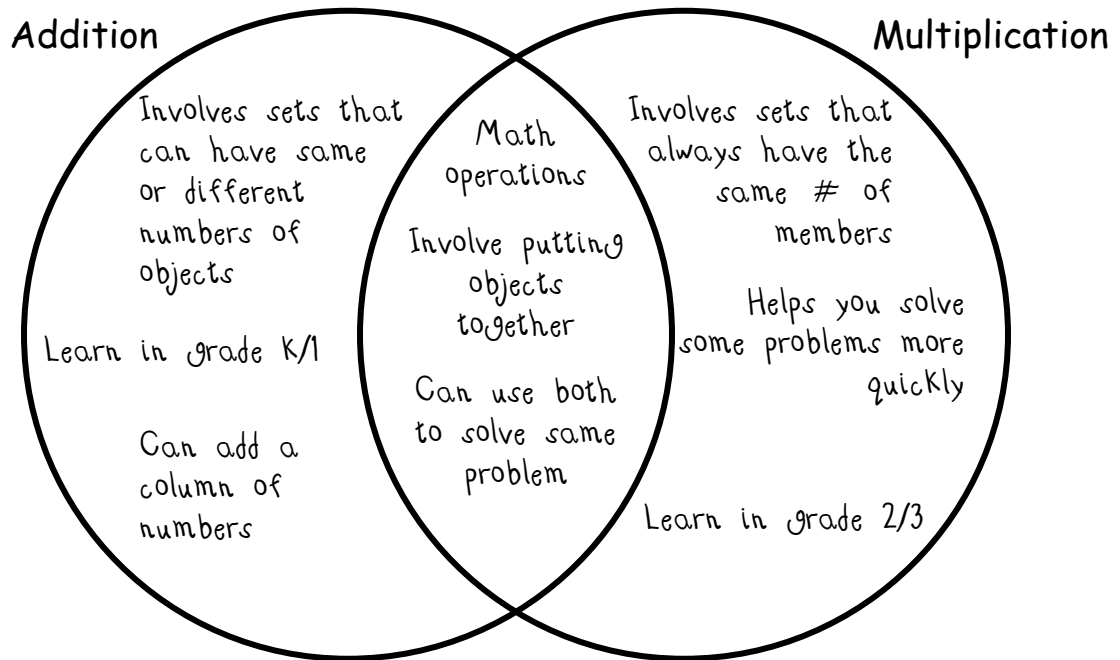 Addition
Multiplication
Involves sets that
can have same
or different
numbers of
objects
Learn in grade K/1
Can add a
column of
numbers
Math
operations
Involve putting
objects
together
Can use both
to solve same
problem
Involves sets that
always have the
same # of
members
Helps you solve
some problems more
quickly
Learn in grade 2/3